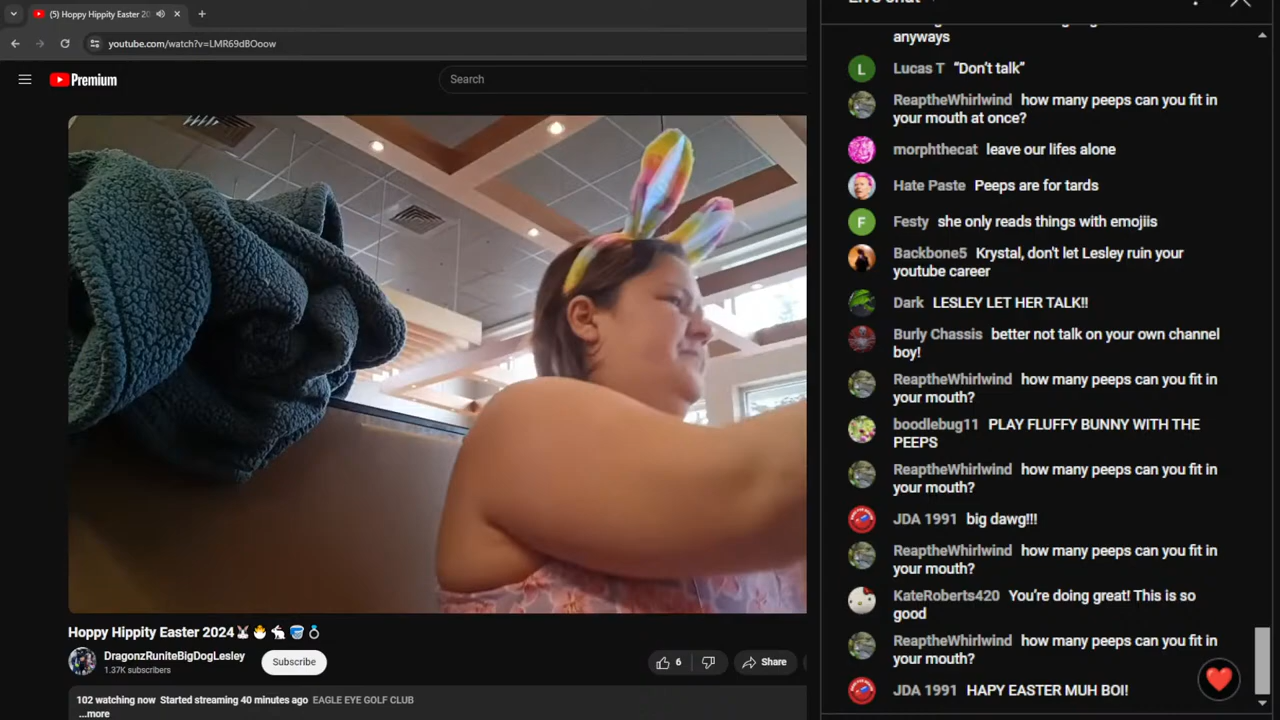 (5) Hoppy Hippity Easter 20
youtube.com/watch?v=LMR69dBOoow
Premium
Search
Live chat
anyways
L Lucas T “Don't talk”
ReaptheWhirlwind how many peeps can you fit in
your mouth at once?
morphthecat leave our lifes alone
Hate Paste Peeps are for tards
F Festy she only reads things with emojiis
Backbone5 Krystal, don't let Lesley ruin your
youtube career
Dark LESLEY LET HER TALK!!
Burly Chassis better not talk on your own channel
boy!
ReaptheWhirlwind how many peeps can you fit in
your mouth?
boodlebug11 PLAY FLUFFY BUNNY WITH THE
PEEPS
ReaptheWhirlwind how many peeps can you fit in
your mouth?
JDA 1991 big dawg!!!
ReaptheWhirlwind how many peeps can you fit in
your mouth?
KateRoberts420 You're doing great! This is so
good
ReaptheWhirlwind how many peeps can you fit in
your mouth?
JDA 1991 HAPY EASTER MUH BOI!
Hoppy Hippity Easter 2024
DragonzRuniteBigDogLesley
1.37K subscribers
Subscribe
6
Share
102 watching now Started streaming 40 minutes ago EAGLE EYE GOLF CLUB
...more